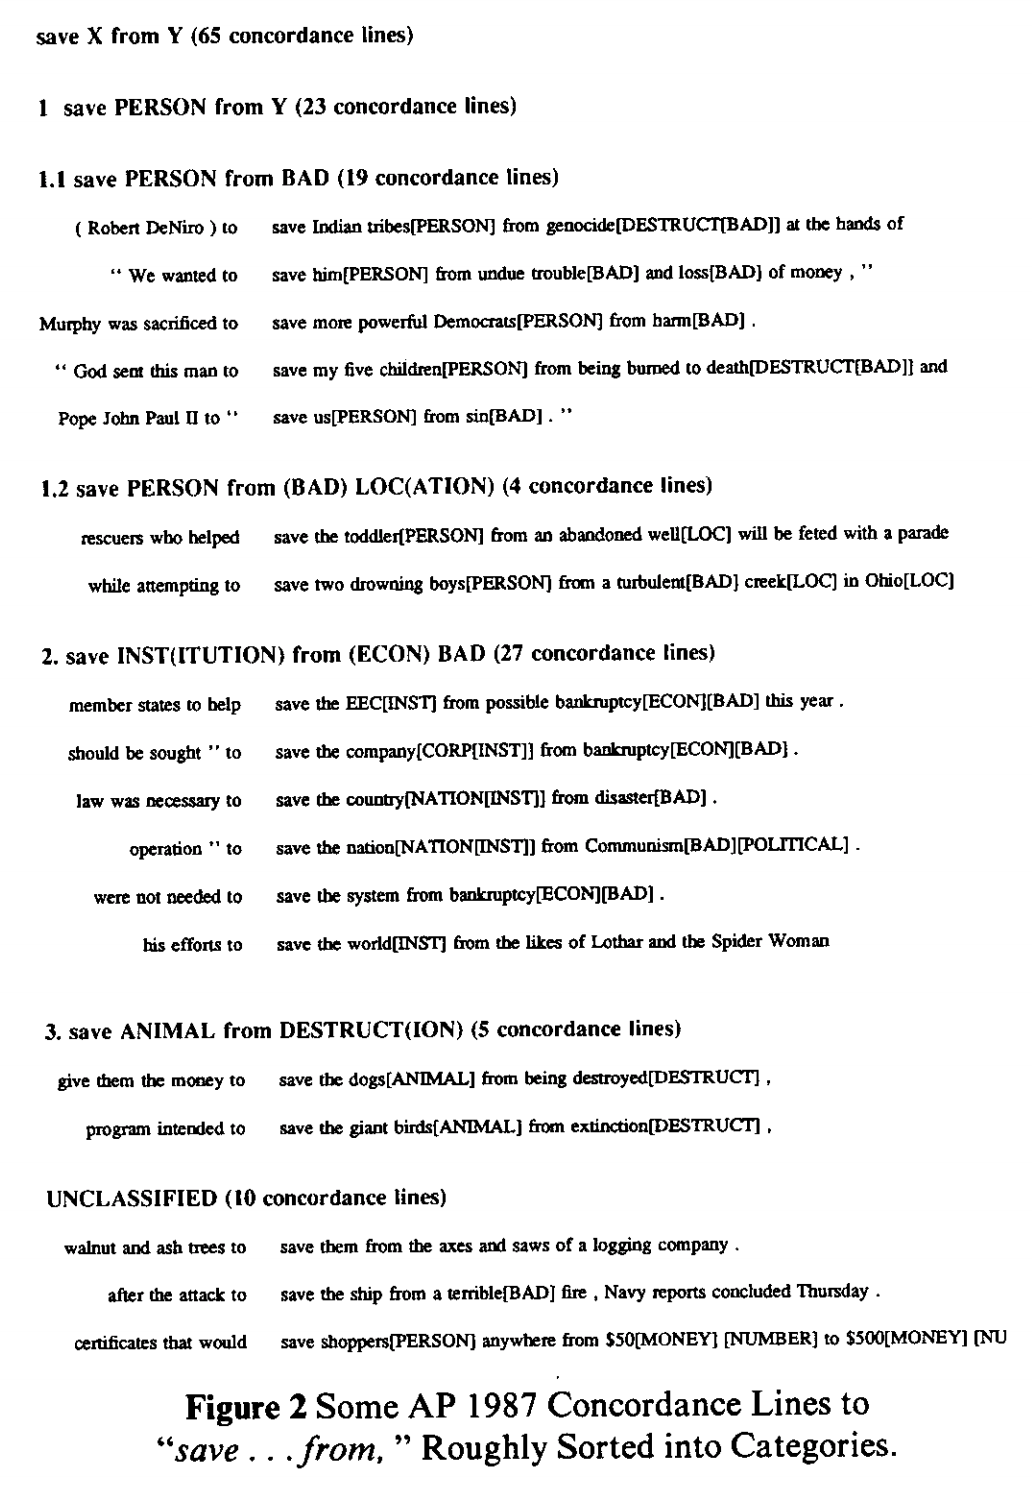 save X from Y (65 concordance lines)
1 save PERSON from Y (23 concordance lines)
1.1 save PERSON from BAD (19 concordance lines)
( Robert DeNiro ) to save Indian tribes[PERSON] from genocide[DESTRUCT[BAD]] at the hands of
“ We wanted to save him[PERSON] from undue trouble[BAD] and loss[BAD] of money , ”
Murphy was sacrificed to save more powerful Democrats[PERSON] from harm[BAD] .
“ God sent this man to save my five children[PERSON] from being burned to death[DESTRUCT[BAD]] and
Pope John Paul II to “ save us[PERSON] from sin[BAD] . ”
1.2 save PERSON from (BAD) LOC(ATION) (4 concordance lines)
rescuers who helped save the toddler[PERSON] from an abandoned well[LOC] will be feted with a parade
while attempting to save two drowning boys[PERSON] from a turbulent[BAD] creek[LOC] in Ohio[LOC]
2. save INST(ITUTION) from (ECON) BAD (27 concordance lines)
member states to help save the EEC[INST] from possible bankruptcy[ECON][BAD] this year .
should be sought ” to save the company[CORP[INST]] from bankruptcy[ECON][BAD] .
law was necessary to save the country[NATION[INST]] from disaster[BAD] .
operation ” to save the nation[NATION[INST]] from Communism[BAD][POLITICAL] .
were not needed to save the system from bankruptcy[ECON][BAD] .
his efforts to save the world[INST] from the likes of Lothar and the Spider Woman
3. save ANIMAL from DESTRUCT(ION) (5 concordance lines)
give them the money to save the dogs[ANIMAL] from being destroyed[DESTRUCT] ,
program intended to save the giant birds[ANIMAL] from extinction[DESTRUCT] ,
UNCLASSIFIED (10 concordance lines)
walnut and ash trees to save them from the axes and saws of a logging company .
after the attack to save the ship from a terrible[BAD] fire , Navy reports concluded Thursday .
certificates that would save shoppers[PERSON] anywhere from $50[MONEY] [NUMBER] to $500[MONEY] [NU
Figure 2 Some AP 1987 Concordance Lines to
“save . . . from, ” Roughly Sorted into Categories.